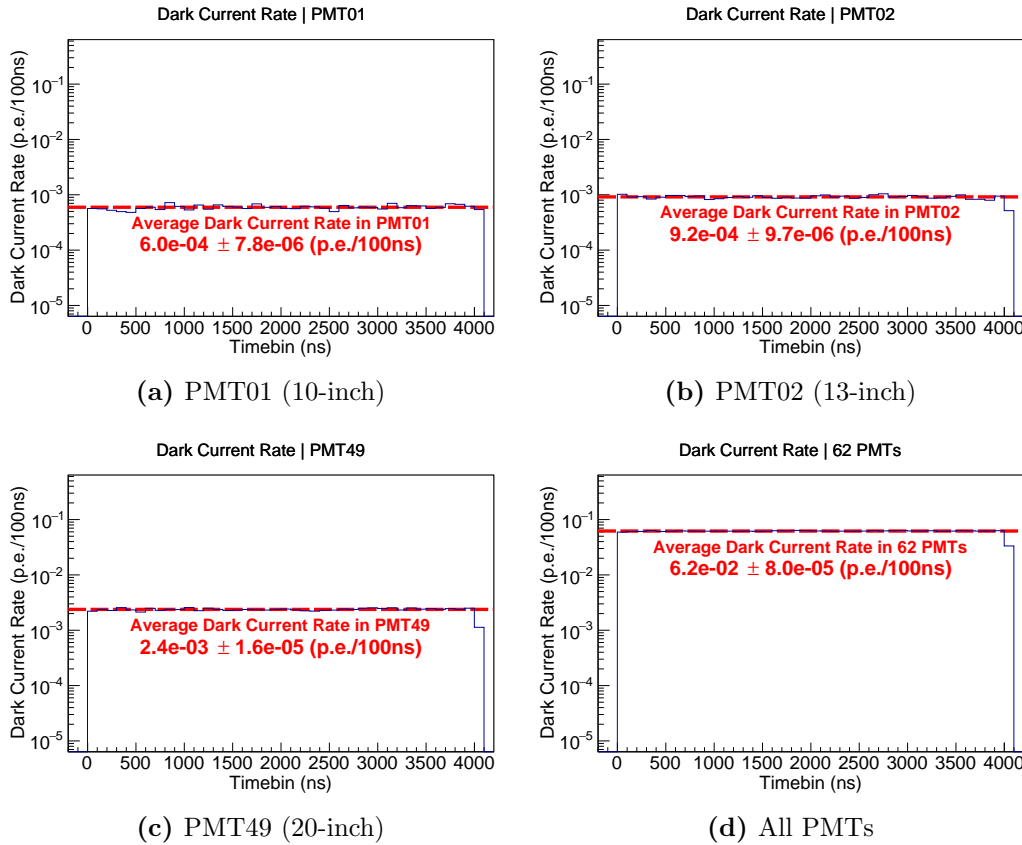 Dark Current Rate | PMT01
Dark Current Rate (p.e./100ns)
10⁻¹
10⁻²
10⁻³
10⁻⁴
10⁻⁵
Average Dark Current Rate in PMT01
6.0e-04 ± 7.8e-06 (p.e./100ns)
0 500 1000 1500 2000 2500 3000 3500 4000
Timebin (ns)
(a) PMT01 (10-inch)
Dark Current Rate | PMT02
Dark Current Rate (p.e./100ns)
10⁻¹
10⁻²
10⁻³
10⁻⁴
10⁻⁵
Average Dark Current Rate in PMT02
9.2e-04 ± 9.7e-06 (p.e./100ns)
0 500 1000 1500 2000 2500 3000 3500 4000
Timebin (ns)
(b) PMT02 (13-inch)
Dark Current Rate | PMT49
Dark Current Rate (p.e./100ns)
10⁻¹
10⁻²
10⁻³
10⁻⁴
10⁻⁵
Average Dark Current Rate in PMT49
2.4e-03 ± 1.6e-05 (p.e./100ns)
0 500 1000 1500 2000 2500 3000 3500 4000
Timebin (ns)
(c) PMT49 (20-inch)
Dark Current Rate | 62 PMTs
Dark Current Rate (p.e./100ns)
10⁻¹
10⁻²
10⁻³
10⁻⁴
10⁻⁵
Average Dark Current Rate in 62 PMTs
6.2e-02 ± 8.0e-05 (p.e./100ns)
0 500 1000 1500 2000 2500 3000 3500 4000
Timebin (ns)
(d) All PMTs